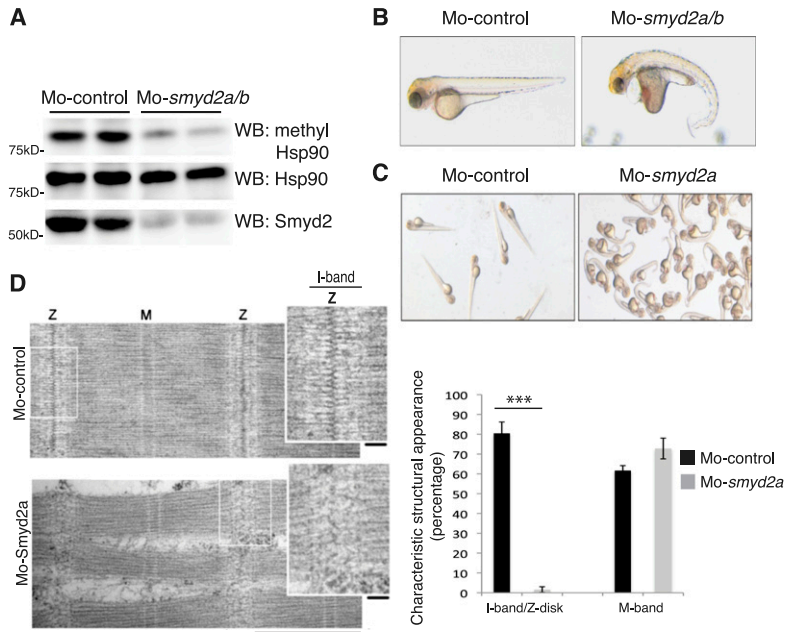 A
Mo-control Mo-smyd2a/b
WB: methyl
Hsp90
75kD-
WB: Hsp90
75kD-
WB: Smyd2
50kD-
B
Mo-control Mo-smyd2a/b
C
Mo-control Mo-smyd2a
D
I-band
Z
Z M Z
Mo-control
Mo-Smyd2a
Characteristic structural appearance
(percentage)
100
90
80
70
60
50
40
30
20
10
0
***
I-band/Z-disk M-band
Mo-control
Mo-smyd2a